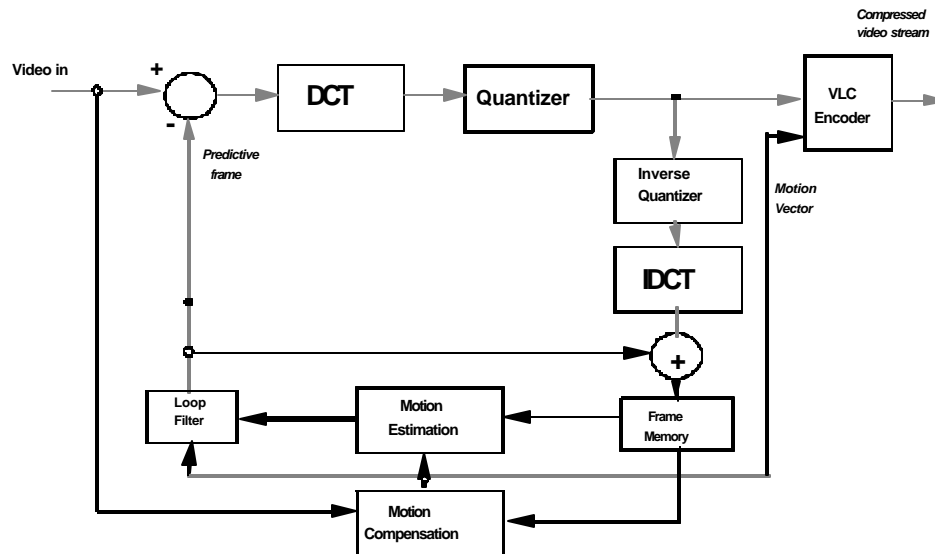 Compressed
video stream
Video in
+
-
DCT
Quantizer
VLC
Encoder
Predictive
frame
Inverse
Quantizer
Motion
Vector
IDCT
+
Loop
Filter
Motion
Estimation
Frame
Memory
Motion
Compensation